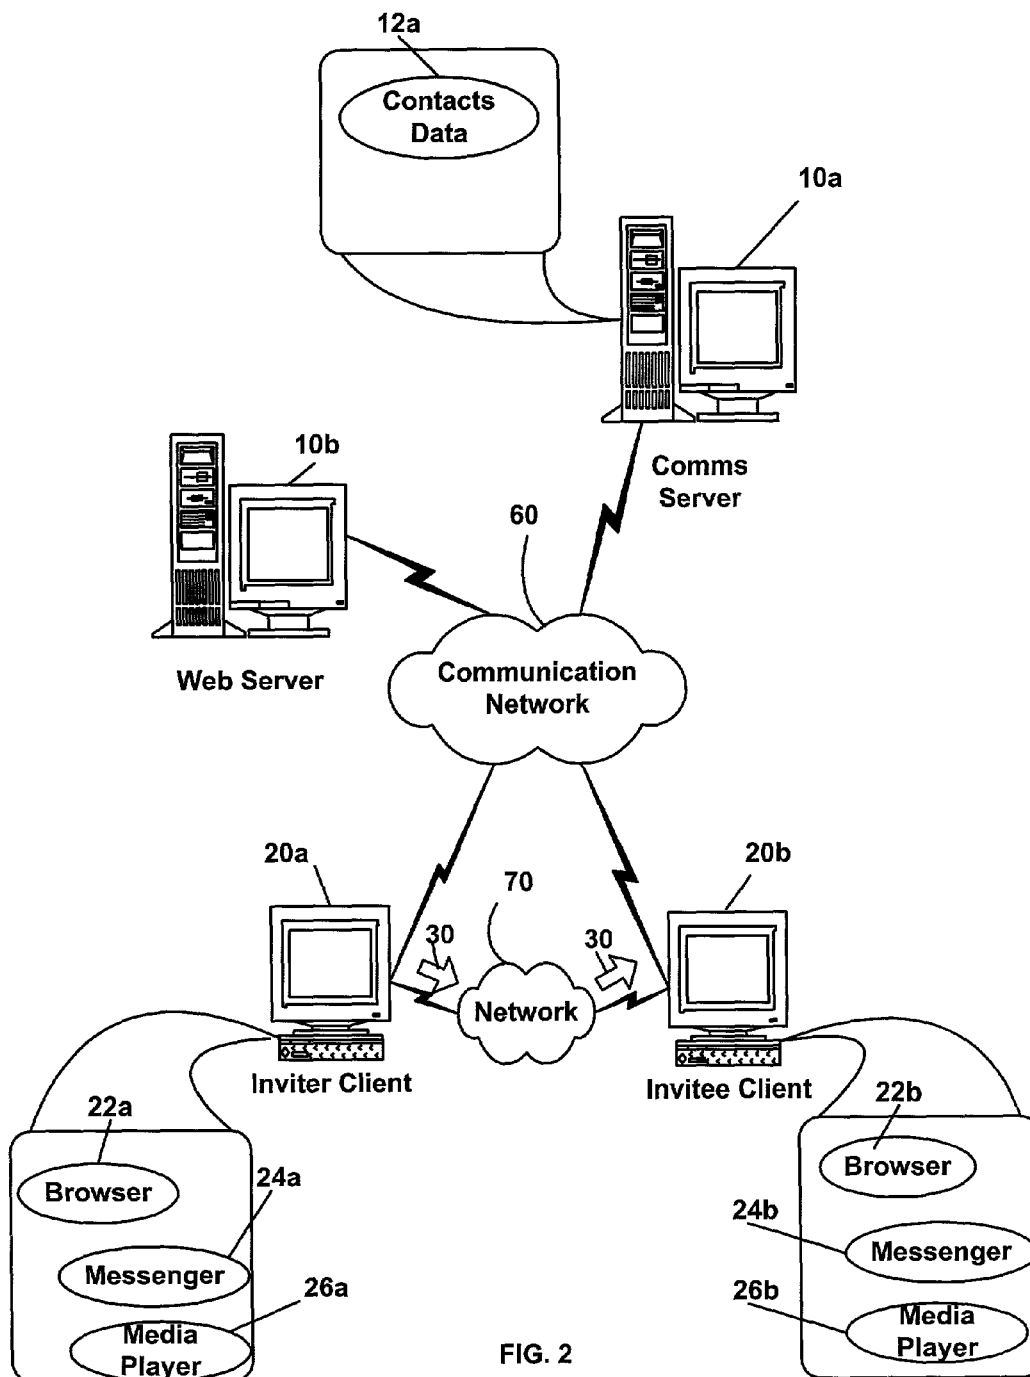 12a
Contacts
Data
10a
10b
Comms
Server
60
Web Server
Communication
Network
20a
70
20b
30
30
Network
Inviter Client
Invitee Client
22a
22b
Browser
Browser
24a
24b
Messenger
Messenger
26a
26b
Media
Player
Media
Player
FIG. 2